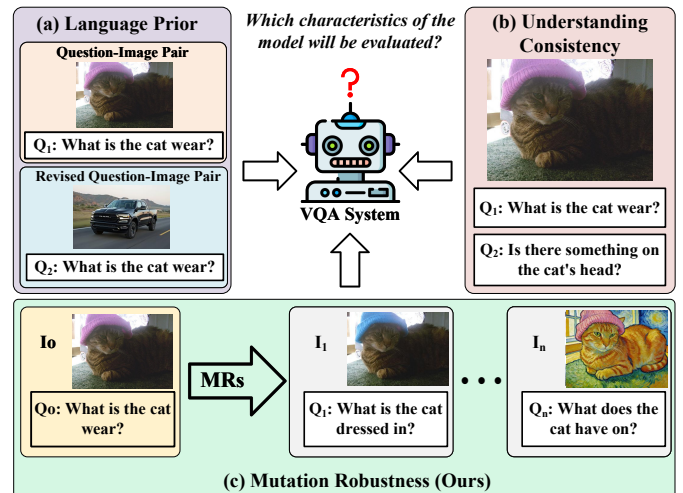 (a) Language Prior
Question-Image Pair
Q1: What is the cat wear?
Revised Question-Image Pair
Q2: What is the cat wear?
Which characteristics of the
model will be evaluated?
?
VQA System
(b) Understanding
Consistency
Q1: What is the cat wear?
Q2: Is there something on
the cat's head?
Io
Qo: What is the cat
wear?
MRs
I1
Q1: What is the cat
dressed in?
• • •
In
Qn: What does the
cat have on?
(c) Mutation Robustness (Ours)